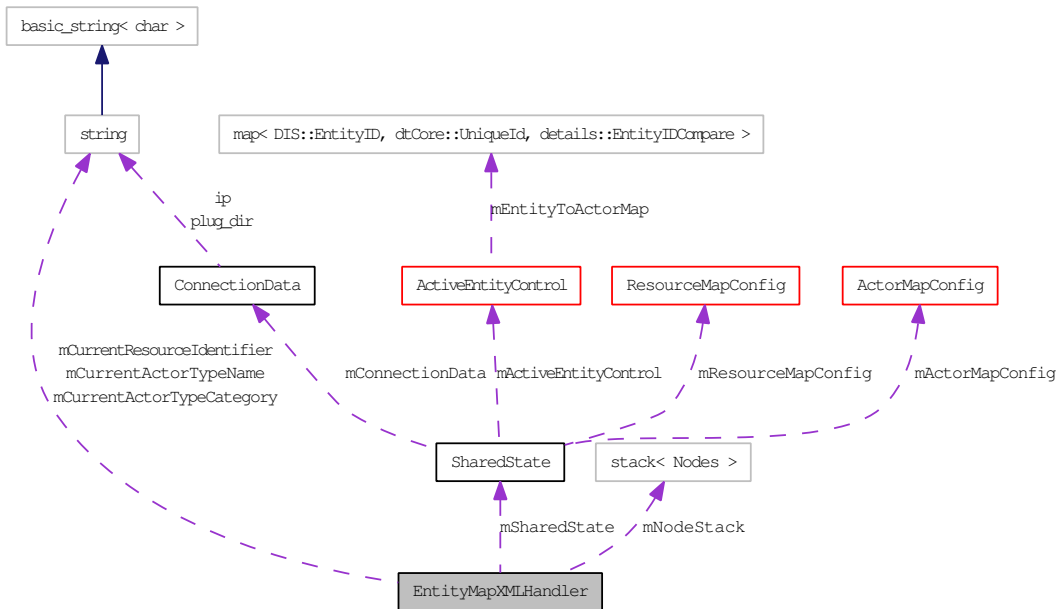 basic_string< char >
string
map< DIS::EntityID, dtCore::UniqueId, details::EntityIDCompare >
ip
plug_dir
mEntityToActorMap
ConnectionData
ActiveEntityControl
ResourceMapConfig
ActorMapConfig
mCurrentResourceIdentifier
mCurrentActorTypeName
mCurrentActorTypeCategory
mConnectionData
mActiveEntityControl
mResourceMapConfig
mActorMapConfig
SharedState
stack< Nodes >
mSharedState
mNodeStack
EntityMapXMLHandler